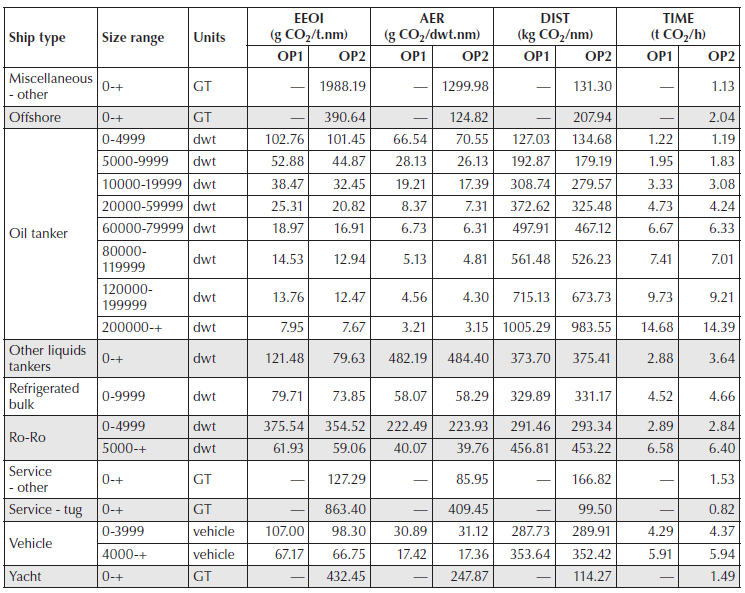 Ship type Size range Units EEOI (g CO₂/t.nm) AER (g CO₂/dwt.nm) DIST (kg CO₂/nm) TIME (t CO₂/h)
OP1 OP2 OP1 OP2 OP1 OP2 OP1 OP2
Miscellaneous - other 0-+ GT — 1988.19 — 1299.98 — 131.30 — 1.13
Offshore 0-+ GT — 390.64 — 124.82 — 207.94 — 2.04
Oil tanker 0-4999 dwt 102.76 101.45 66.54 70.55 127.03 134.68 1.22 1.19
5000-9999 dwt 52.88 44.87 28.13 26.13 192.87 179.19 1.95 1.83
10000-19999 dwt 38.47 32.45 19.21 17.39 308.74 279.57 3.33 3.08
20000-59999 dwt 25.31 20.82 8.37 7.31 372.62 325.48 4.73 4.24
60000-79999 dwt 18.97 16.91 6.73 6.31 497.91 467.12 6.67 6.33
80000-119999 dwt 14.53 12.94 5.13 4.81 561.48 526.23 7.41 7.01
120000-199999 dwt 13.76 12.47 4.56 4.30 715.13 673.73 9.73 9.21
200000-+ dwt 7.95 7.67 3.21 3.15 1005.29 983.55 14.68 14.39
Other liquids tankers 0-+ dwt 121.48 79.63 482.19 484.40 373.70 375.41 2.88 3.64
Refrigerated bulk 0-9999 dwt 79.71 73.85 58.07 58.29 329.89 331.17 4.52 4.66
Ro-Ro 0-4999 dwt 375.54 354.52 222.49 223.93 291.46 293.34 2.89 2.84
5000-+ dwt 61.93 59.06 40.07 39.76 456.81 453.22 6.58 6.40
Service - other 0-+ GT — 127.29 — 85.95 — 166.82 — 1.53
Service - tug 0-+ GT — 863.40 — 409.45 — 99.50 — 0.82
Vehicle 0-3999 vehicle 107.00 98.30 30.89 31.12 287.73 289.91 4.29 4.37
4000-+ vehicle 67.17 66.75 17.42 17.36 353.64 352.42 5.91 5.94
Yacht 0-+ GT — 432.45 — 247.87 — 114.27 — 1.49